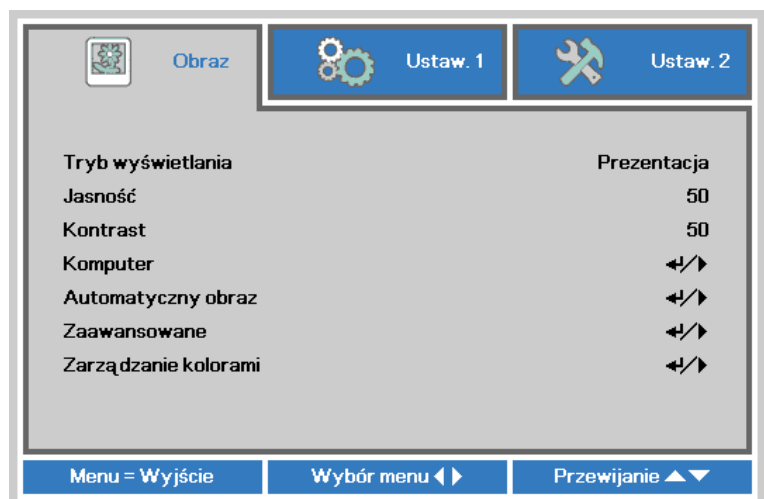 Obraz Ustaw. 1 Ustaw. 2
Tryb wyświetlania Prezentacja
Jasność 50
Kontrast 50
Komputer ↵/▶
Automatyczny obraz ↵/▶
Zaawansowane ↵/▶
Zarządzanie kolorami ↵/▶
Menu = Wyjście Wybór menu ◀▶ Przewijanie ▲▼